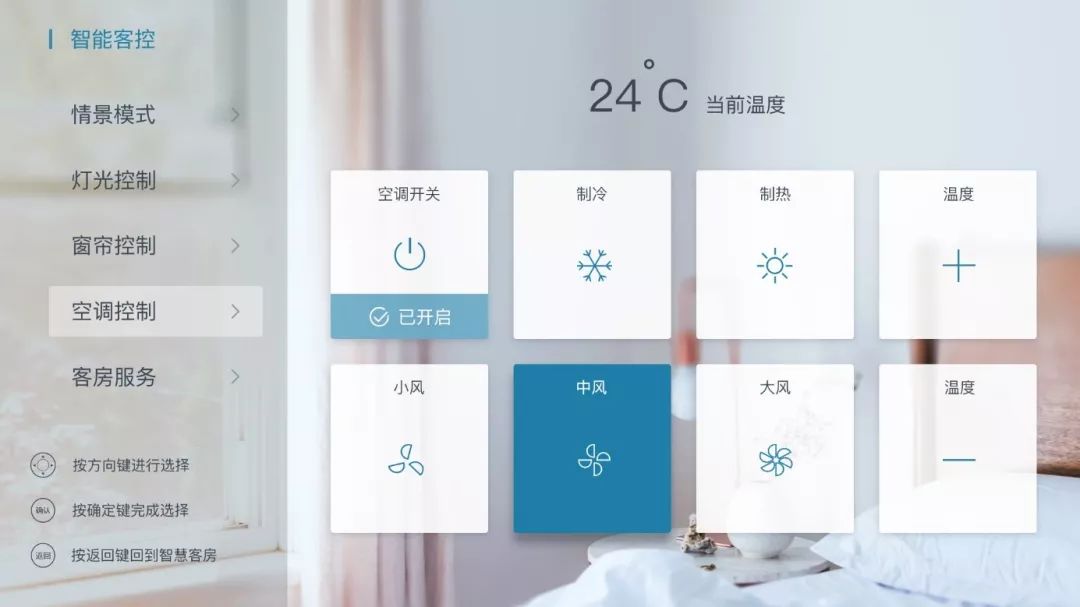 智能客控
情景模式
灯光控制
窗帘控制
空调控制
客房服务
按方向键进行选择
确认 按确定键完成选择
返回 按返回键回到智慧客房
24°C 当前温度
空调开关
已开启
制冷
制热
温度
小风
中风
大风
温度